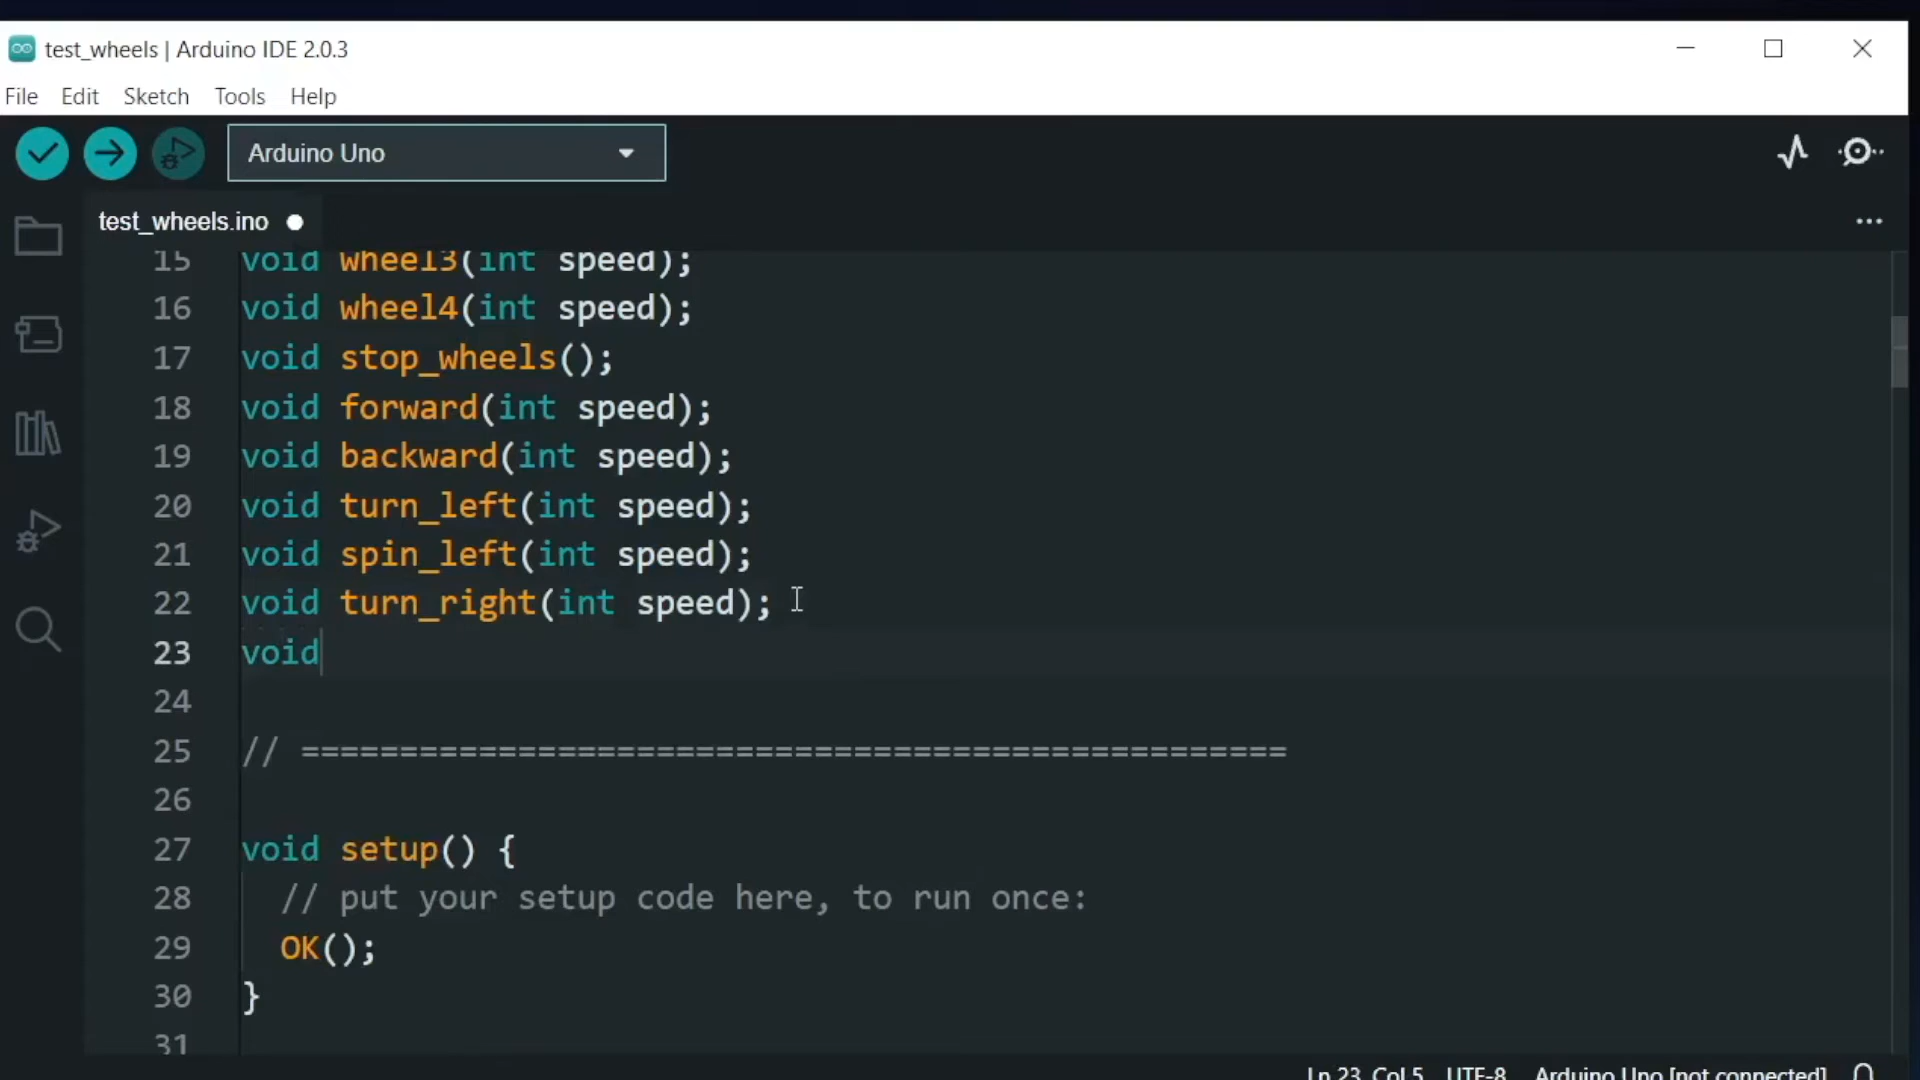 test_wheels | Arduino IDE 2.0.3
File Edit Sketch Tools Help
Arduino Uno
test_wheels.ino
15 void wheel3(int speed);
16 void wheel4(int speed);
17 void stop_wheels();
18 void forward(int speed);
19 void backward(int speed);
20 void turn_left(int speed);
21 void spin_left(int speed);
22 void turn_right(int speed);
23 void
24
25 // ==================================================
26
27 void setup() {
28 // put your setup code here, to run once:
29 OK();
30 }
31
Ln 23, Col 5 UTF-8 Arduino Uno [not connected]